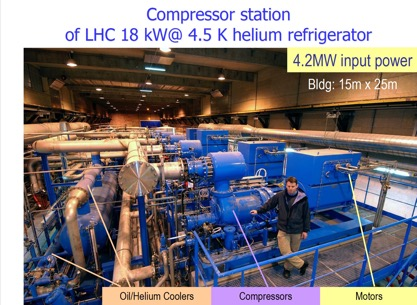 Compressor station
of LHC 18 kW@ 4.5 K helium refrigerator
4.2MW input power
Bldg: 15m x 25m
Oil/Helium Coolers
Compressors
Motors